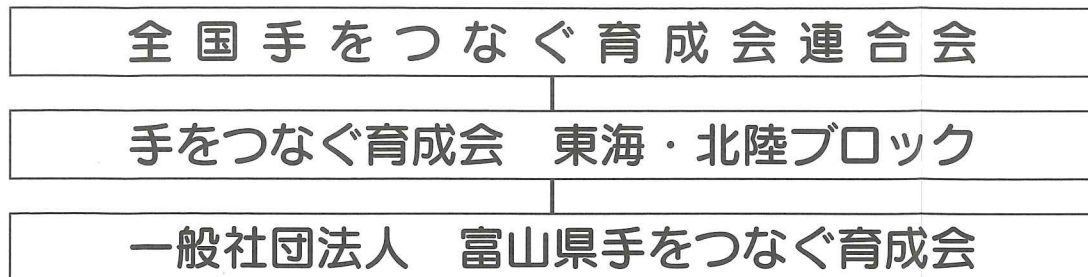 全国手をつなぐ育成会連合会
手をつなぐ育成会　東海・北陸ブロック
一般社団法人　富山県手をつなぐ育成会